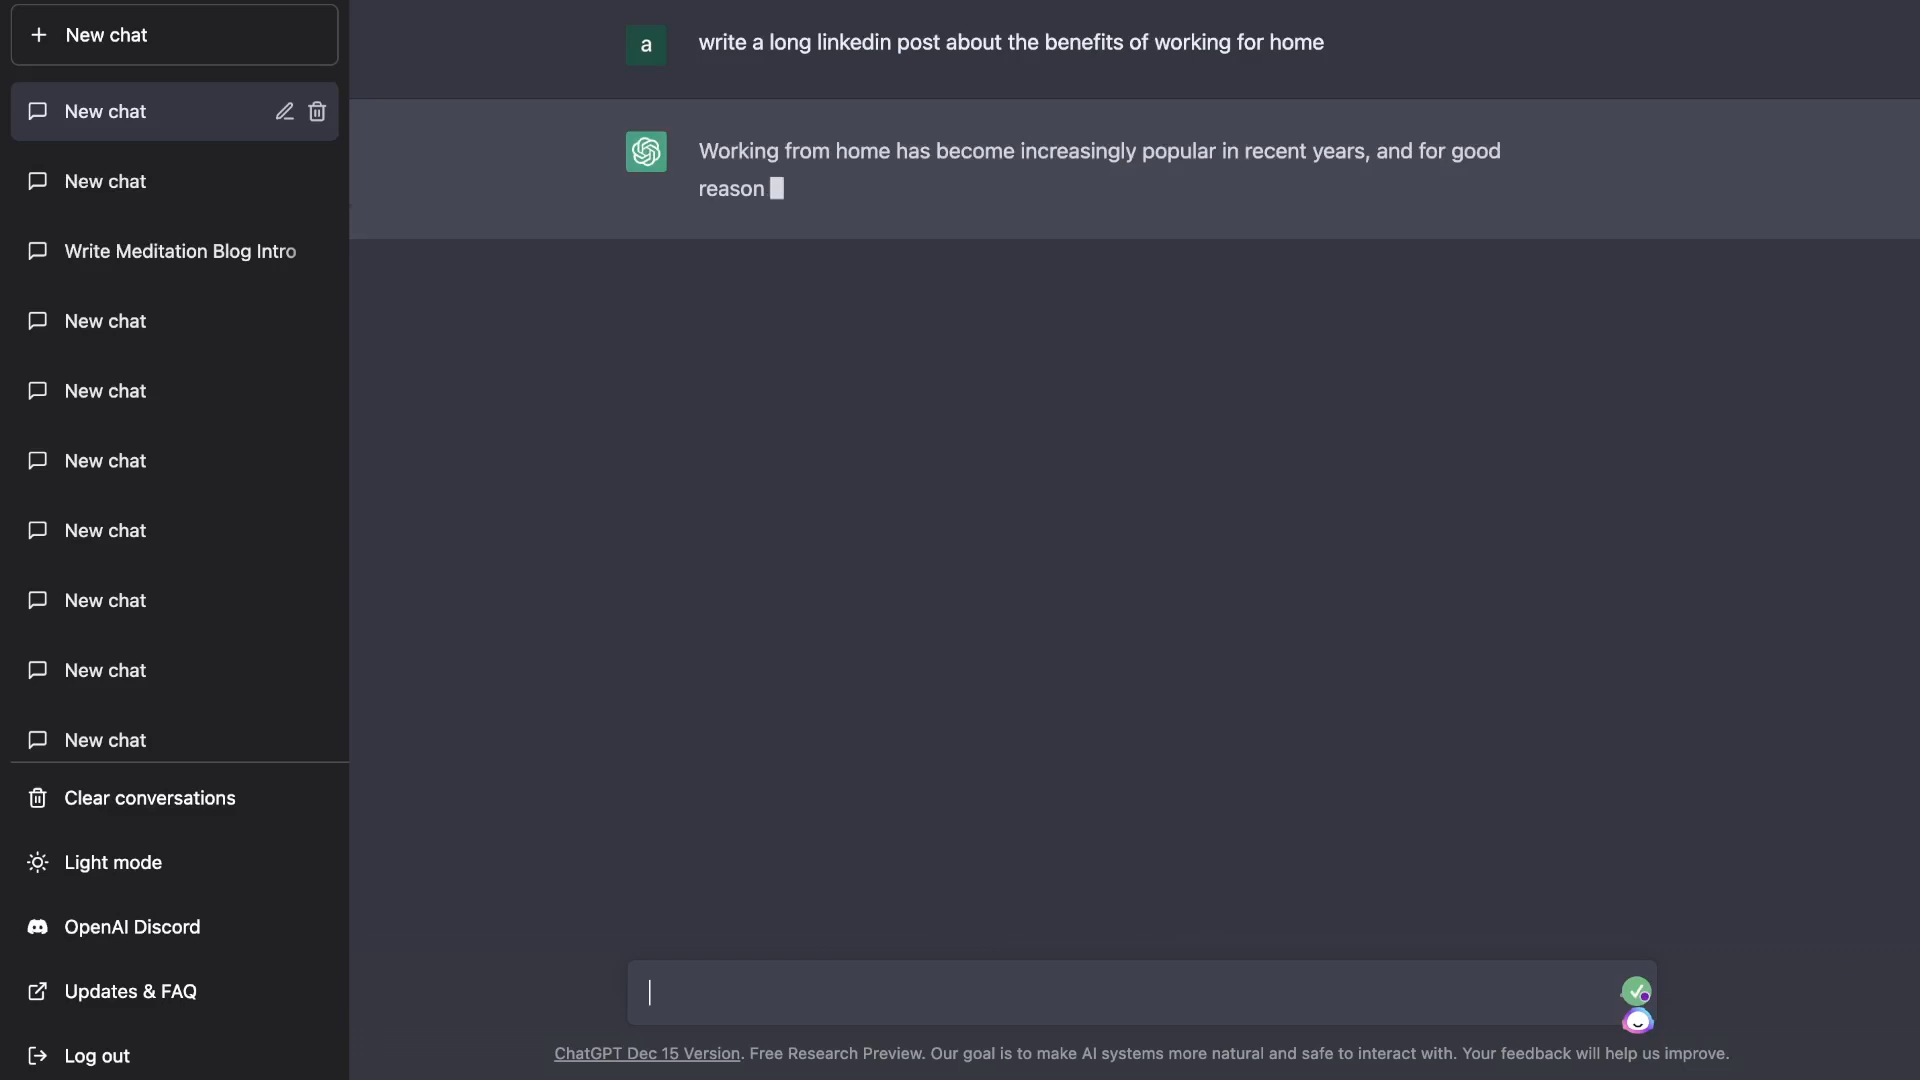 New chat
New chat
New chat
Write Meditation Blog Intro
New chat
New chat
New chat
New chat
New chat
New chat
New chat
Clear conversations
Light mode
OpenAI Discord
Updates & FAQ
Log out
a
write a long linkedin post about the benefits of working for home
Working from home has become increasingly popular in recent years, and for good
reason
ChatGPT Dec 15 Version. Free Research Preview. Our goal is to make AI systems more natural and safe to interact with. Your feedback will help us improve.